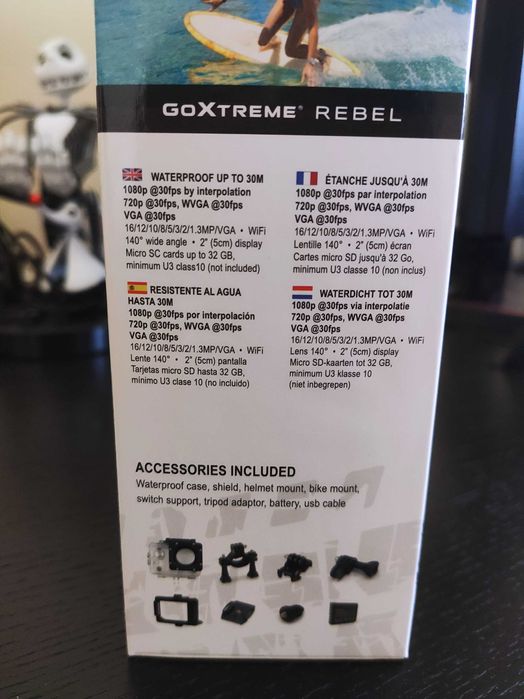 GOXTREME® REBEL
WATERPROOF UP TO 30M
1080p @30fps by interpolation
720p @30fps, WVGA @30fps
VGA @30fps
16/12/10/8/5/3/2/1.3MP/VGA • WiFi
140° wide angle • 2" (5cm) display
Micro SC cards up to 32 GB,
minimum U3 class10 (not included)
ÉTANCHE JUSQU'À 30M
1080p @30fps par interpolation
720p @30fps, WVGA @30fps
VGA @30fps
16/12/10/8/5/3/2/1.3MP/VGA • WiFi
Lentille 140° • 2" (5cm) écran
Cartes micro SD jusqu'à 32 Go,
minimum U3 classe 10 (non inclus)
RESISTENTE AL AGUA
HASTA 30M
1080p @30fps por interpolación
720p @30fps, WVGA @30fps
VGA @30fps
16/12/10/8/5/3/2/1.3MP/VGA • WiFi
Lente 140° • 2" (5cm) pantalla
Tarjetas micro SD hasta 32 GB,
mínimo U3 clase 10 (no incluido)
WATERDICHT TOT 30M
1080p @30fps via interpolatie
720p @30fps, WVGA @30fps
VGA @30fps
16/12/10/8/5/3/2/1.3MP/VGA • WiFi
Lens 140° • 2" (5cm) display
Micro SD-kaarten tot 32 GB,
minimum U3 klasse 10
(niet inbegrepen)
ACCESSORIES INCLUDED
Waterproof case, shield, helmet mount, bike mount,
switch support, tripod adaptor, battery, usb cable